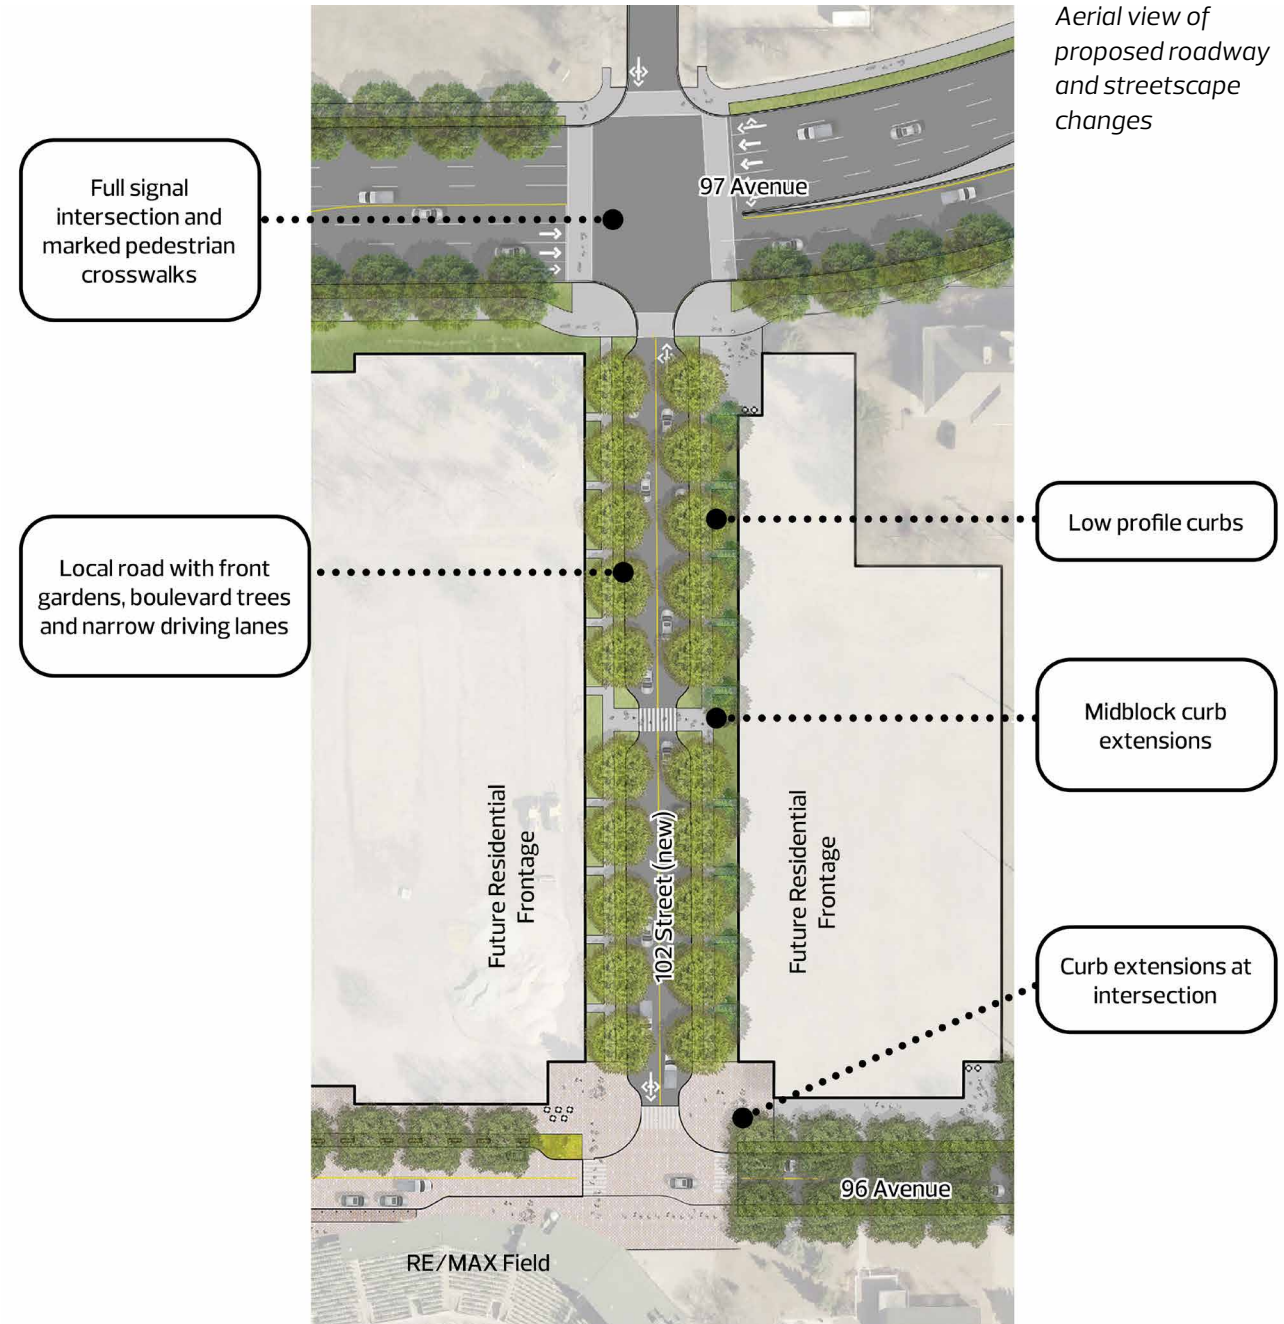 Aerial view of
proposed roadway
and streetscape
changes
Full signal
intersection and
marked pedestrian
crosswalks
97 Avenue
Low profile curbs
Local road with front
gardens, boulevard trees
and narrow driving lanes
Midblock curb
extensions
Future Residential
Frontage
102 Street (new)
Future Residential
Frontage
Curb extensions at
intersection
96 Avenue
RE/MAX Field